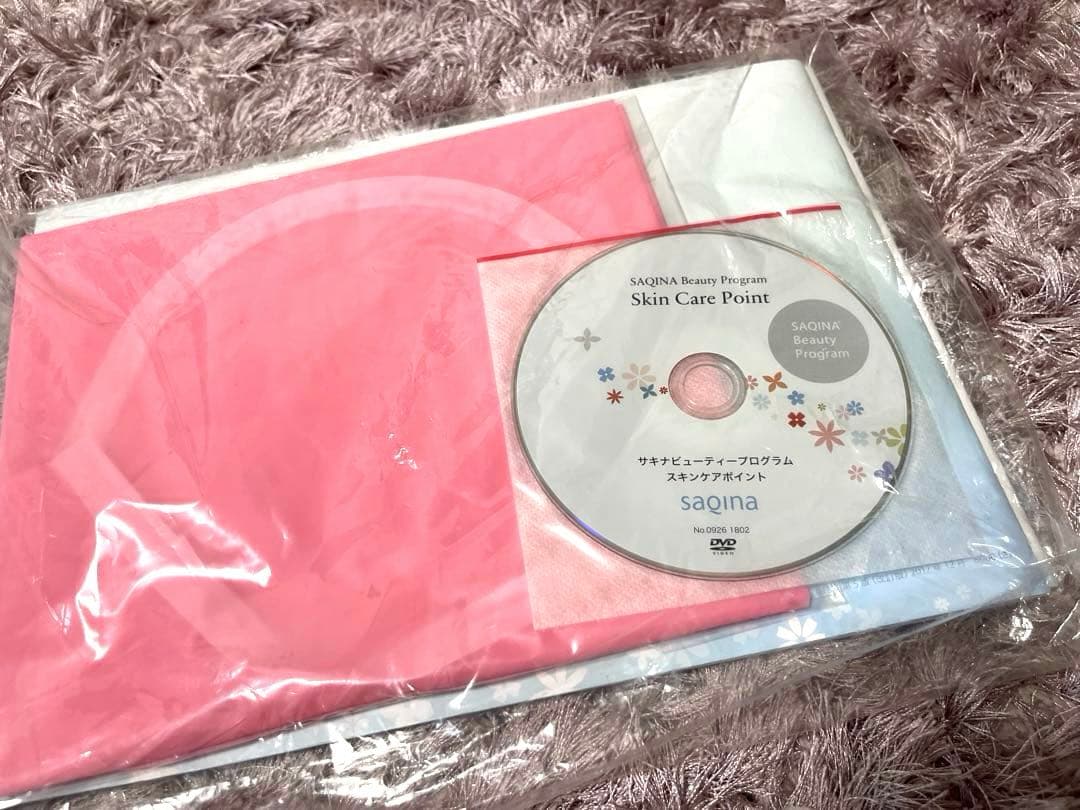 SAQINA Beauty Program
Skin Care Point
SAQINA®
Beauty
Program
サキナビューティープログラム
スキンケアポイント
saqina
No.0926 1802
DVD
VIDEO